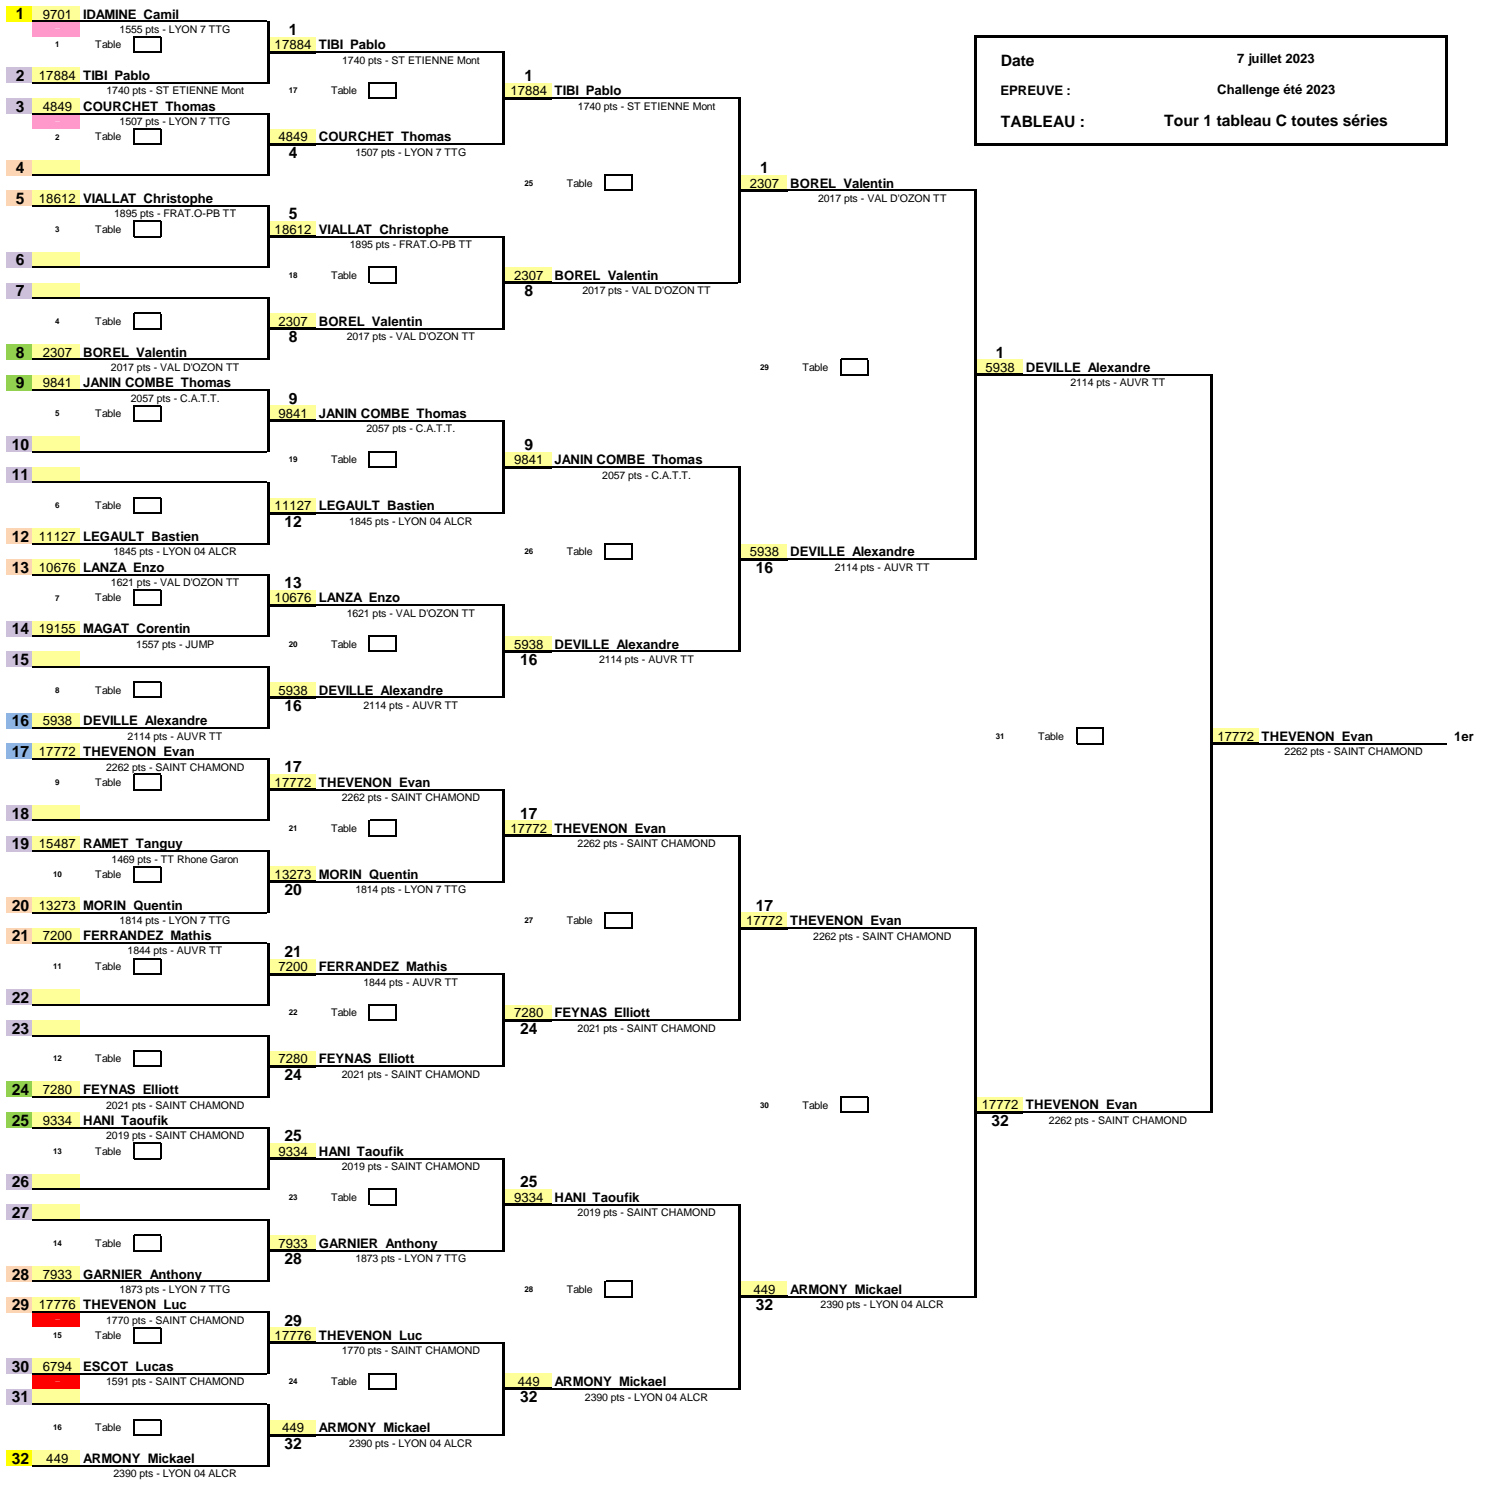 Date 7 juillet 2023
EPREUVE : Challenge été 2023
TABLEAU : Tour 1 tableau C toutes séries
1 9701 IDAMINE Camil
1555 pts - LYON 7 TTG
1 Table
2 17884 TIBI Pablo
1740 pts - ST ETIENNE Mont
3 4849 COURCHET Thomas
1507 pts - LYON 7 TTG
2 Table
4
5 18612 VIALLAT Christophe
1895 pts - FRAT.O-PB TT
3 Table
6
7
4 Table
8 2307 BOREL Valentin
2017 pts - VAL D'OZON TT
9 9841 JANIN COMBE Thomas
2057 pts - C.A.T.T.
5 Table
10
11
6 Table
12 11127 LEGAULT Bastien
1845 pts - LYON 04 ALCR
13 10676 LANZA Enzo
1621 pts - VAL D'OZON TT
7 Table
14 19155 MAGAT Corentin
1557 pts - JUMP
15
8 Table
16 5938 DEVILLE Alexandre
2114 pts - AUVR TT
17 17772 THEVENON Evan
2262 pts - SAINT CHAMOND
9 Table
18
19 15487 RAMET Tanguy
1469 pts - TT Rhone Garon
10 Table
20 13273 MORIN Quentin
1814 pts - LYON 7 TTG
21 7200 FERRANDEZ Mathis
1844 pts - AUVR TT
11 Table
22
23
12 Table
24 7280 FEYNAS Elliott
2021 pts - SAINT CHAMOND
25 9334 HANI Taoufik
2019 pts - SAINT CHAMOND
13 Table
26
27
14 Table
28 7933 GARNIER Anthony
1873 pts - LYON 7 TTG
29 17776 THEVENON Luc
1770 pts - SAINT CHAMOND
15 Table
30 6794 ESCOT Lucas
1591 pts - SAINT CHAMOND
31
16 Table
32 449 ARMONY Mickael
2390 pts - LYON 04 ALCR
1
17884 TIBI Pablo
1740 pts - ST ETIENNE Mont
17 Table
4849 COURCHET Thomas
4 1507 pts - LYON 7 TTG
5
18612 VIALLAT Christophe
1895 pts - FRAT.O-PB TT
18 Table
2307 BOREL Valentin
8 2017 pts - VAL D'OZON TT
9
9841 JANIN COMBE Thomas
2057 pts - C.A.T.T.
19 Table
11127 LEGAULT Bastien
12 1845 pts - LYON 04 ALCR
13
10676 LANZA Enzo
1621 pts - VAL D'OZON TT
20 Table
5938 DEVILLE Alexandre
16 2114 pts - AUVR TT
17
17772 THEVENON Evan
2262 pts - SAINT CHAMOND
21 Table
13273 MORIN Quentin
20 1814 pts - LYON 7 TTG
21
7200 FERRANDEZ Mathis
1844 pts - AUVR TT
22 Table
7280 FEYNAS Elliott
24 2021 pts - SAINT CHAMOND
25
9334 HANI Taoufik
2019 pts - SAINT CHAMOND
23 Table
7933 GARNIER Anthony
28 1873 pts - LYON 7 TTG
29
17776 THEVENON Luc
1770 pts - SAINT CHAMOND
24 Table
449 ARMONY Mickael
32 2390 pts - LYON 04 ALCR
1
17884 TIBI Pablo
1740 pts - ST ETIENNE Mont
25 Table
2307 BOREL Valentin
8 2017 pts - VAL D'OZON TT
9
9841 JANIN COMBE Thomas
2057 pts - C.A.T.T.
26 Table
5938 DEVILLE Alexandre
16 2114 pts - AUVR TT
17
17772 THEVENON Evan
2262 pts - SAINT CHAMOND
27 Table
7280 FEYNAS Elliott
24 2021 pts - SAINT CHAMOND
25
9334 HANI Taoufik
2019 pts - SAINT CHAMOND
28 Table
449 ARMONY Mickael
32 2390 pts - LYON 04 ALCR
1
2307 BOREL Valentin
2017 pts - VAL D'OZON TT
29 Table
5938 DEVILLE Alexandre
16 2114 pts - AUVR TT
17
17772 THEVENON Evan
2262 pts - SAINT CHAMOND
30 Table
449 ARMONY Mickael
32 2390 pts - LYON 04 ALCR
1
5938 DEVILLE Alexandre
2114 pts - AUVR TT
31 Table
17772 THEVENON Evan
32 2262 pts - SAINT CHAMOND
17772 THEVENON Evan 1er
2262 pts - SAINT CHAMOND